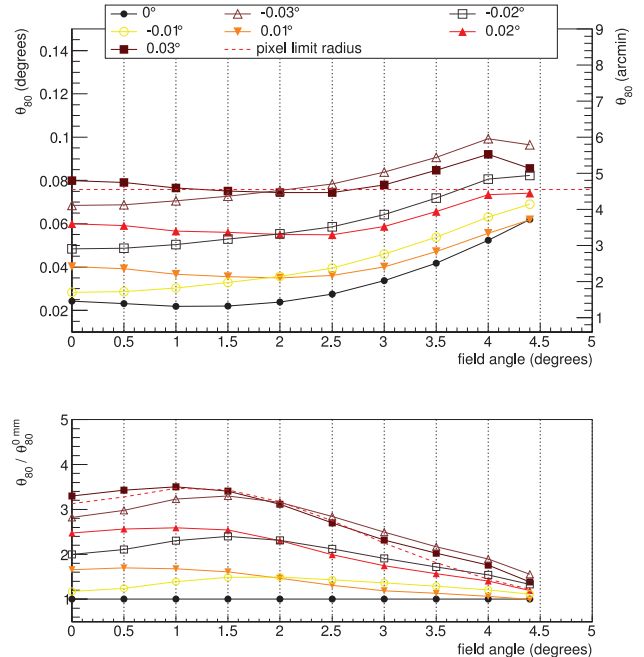 0° -0.03° -0.02°
-0.01° 0.01° 0.02°
0.03° pixel limit radius
θ80 (degrees)
0.14
0.12
0.1
0.08
0.06
0.04
0.02
θ80 (arcmin)
9
8
7
6
5
4
3
2
1
0 0.5 1 1.5 2 2.5 3 3.5 4 4.5 5
field angle (degrees)
θ80 / θ80 0 mm
5
4
3
2
1
0 0.5 1 1.5 2 2.5 3 3.5 4 4.5 5
field angle (degrees)